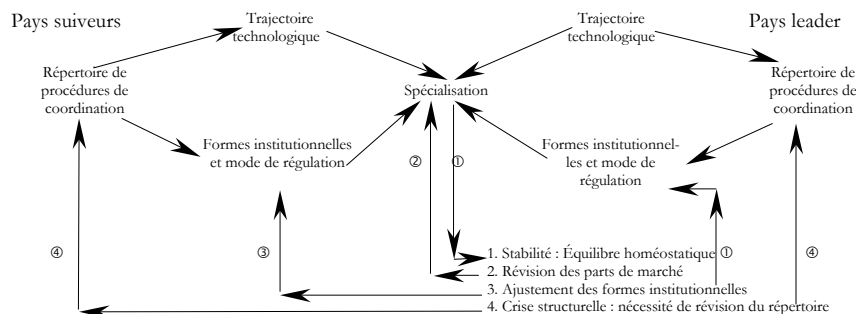 Pays suiveurs
Trajectoire
technologique
Trajectoire
technologique
Pays leader
Répertoire de
procédures de
coordination
Spécialisation
Répertoire de
procédures de
coordination
Formes institutionnelles
et mode de régulation
Formes institutionnel-
les et mode de
régulation
②
①
④
③
①
④
1. Stabilité : Équilibre homéostatique
2. Révision des parts de marché
3. Ajustement des formes institutionnelles
4. Crise structurelle : nécessité de révision du répertoire